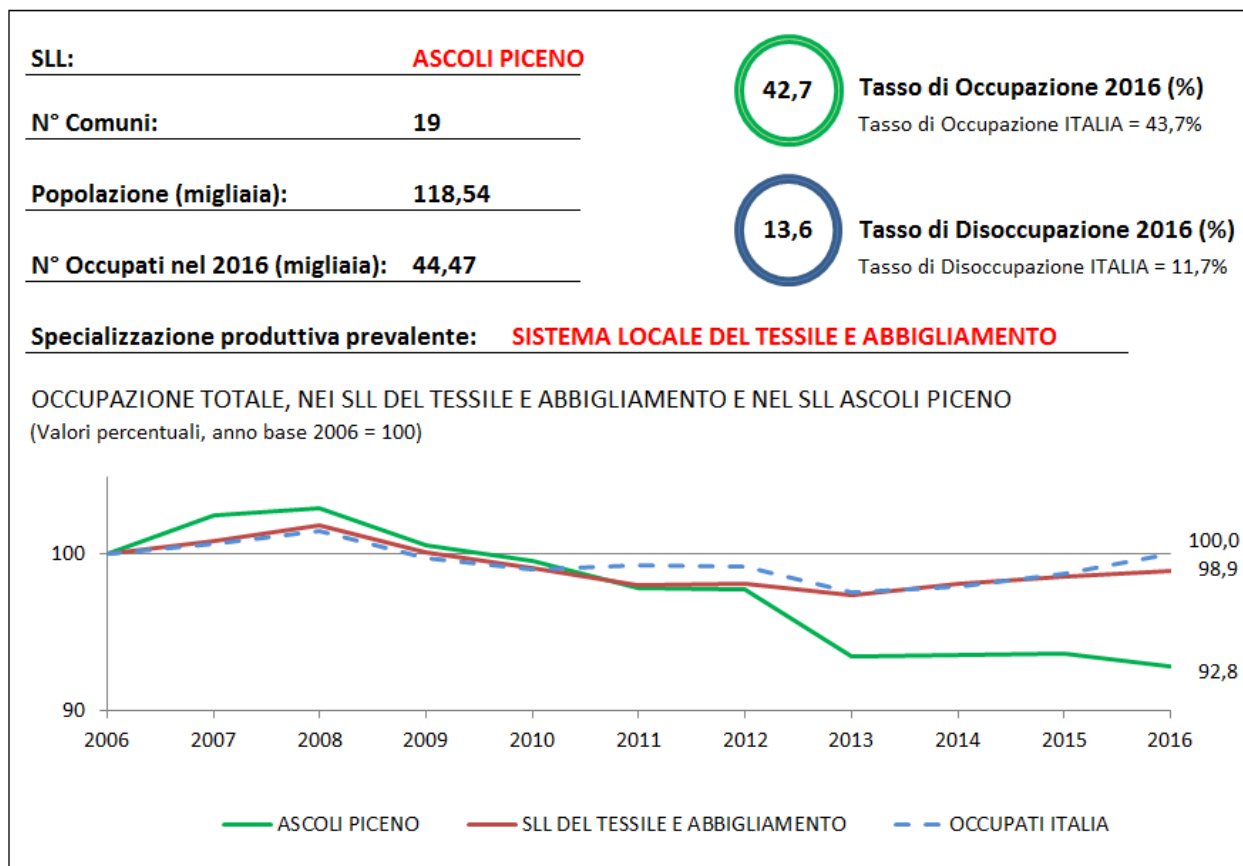 SLL: ASCOLI PICENO
N° Comuni: 19
Popolazione (migliaia): 118,54
N° Occupati nel 2016 (migliaia): 44,47
42,7 Tasso di Occupazione 2016 (%)
Tasso di Occupazione ITALIA = 43,7%
13,6 Tasso di Disoccupazione 2016 (%)
Tasso di Disoccupazione ITALIA = 11,7%
Specializzazione produttiva prevalente: SISTEMA LOCALE DEL TESSILE E ABBIGLIAMENTO
OCCUPAZIONE TOTALE, NEI SLL DEL TESSILE E ABBIGLIAMENTO E NEL SLL ASCOLI PICENO
(Valori percentuali, anno base 2006 = 100)
100
90
100,0
98,9
92,8
2006 2007 2008 2009 2010 2011 2012 2013 2014 2015 2016
ASCOLI PICENO SLL DEL TESSILE E ABBIGLIAMENTO OCCUPATI ITALIA